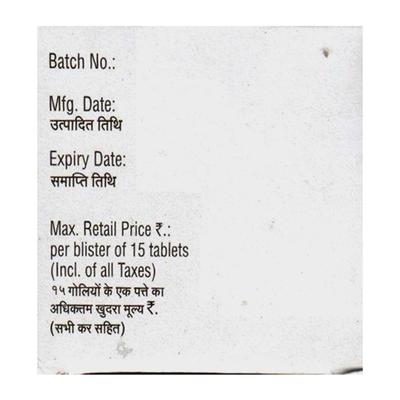 Batch No.:
Mfg. Date:
उत्पादित तिथि
Expiry Date:
समाप्ति तिथि
Max. Retail Price ₹.:
per blister of 15 tablets
(Incl. of all Taxes)
१५ गोलियों के एक पत्ते का
अधिकतम खुदरा मूल्य ₹.
(सभी कर सहित)